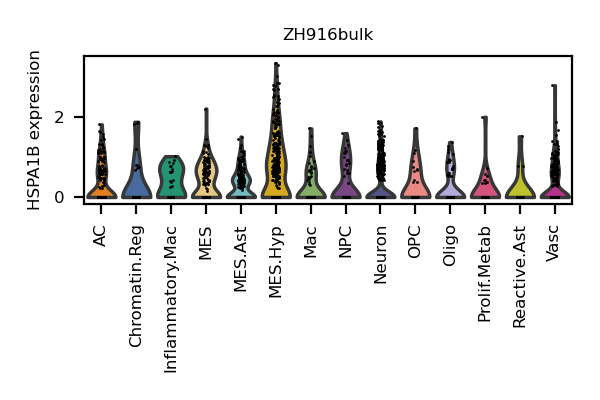 ZH916bulk
HSPA1B expression
2
0
AC
Chromatin.Reg
Inflammatory.Mac
MES
MES.Ast
MES.Hyp
Mac
NPC
Neuron
OPC
Oligo
Prolif.Metab
Reactive.Ast
Vasc